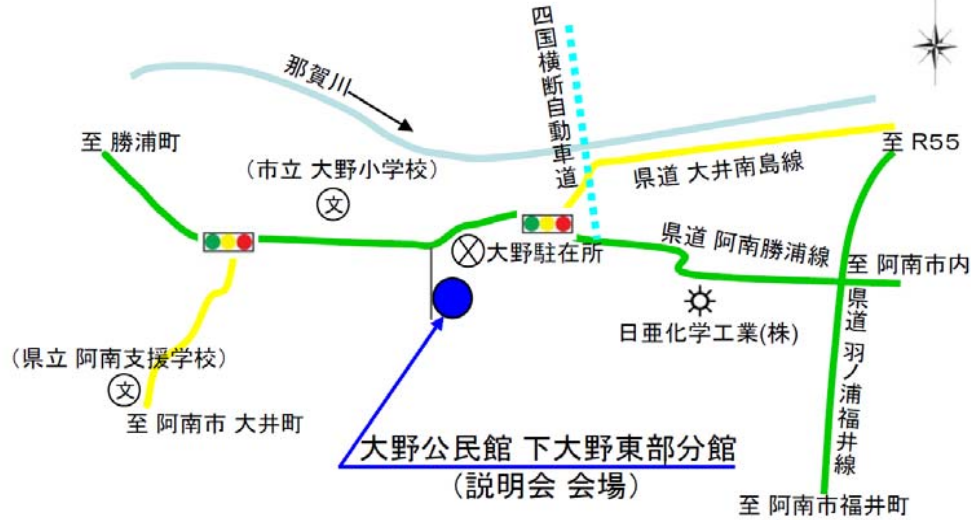 四国横断自動車道
那賀川
至 勝浦町
至 R55
(市立 大野小学校)
県道 大井南島線
文
大野駐在所
県道 阿南勝浦線
至 阿南市内
日亜化学工業(株)
県道 羽ノ浦福井線
(県立 阿南支援学校)
文
至 阿南市 大井町
大野公民館 下大野東部分館
(説明会 会場)
至 阿南市福井町